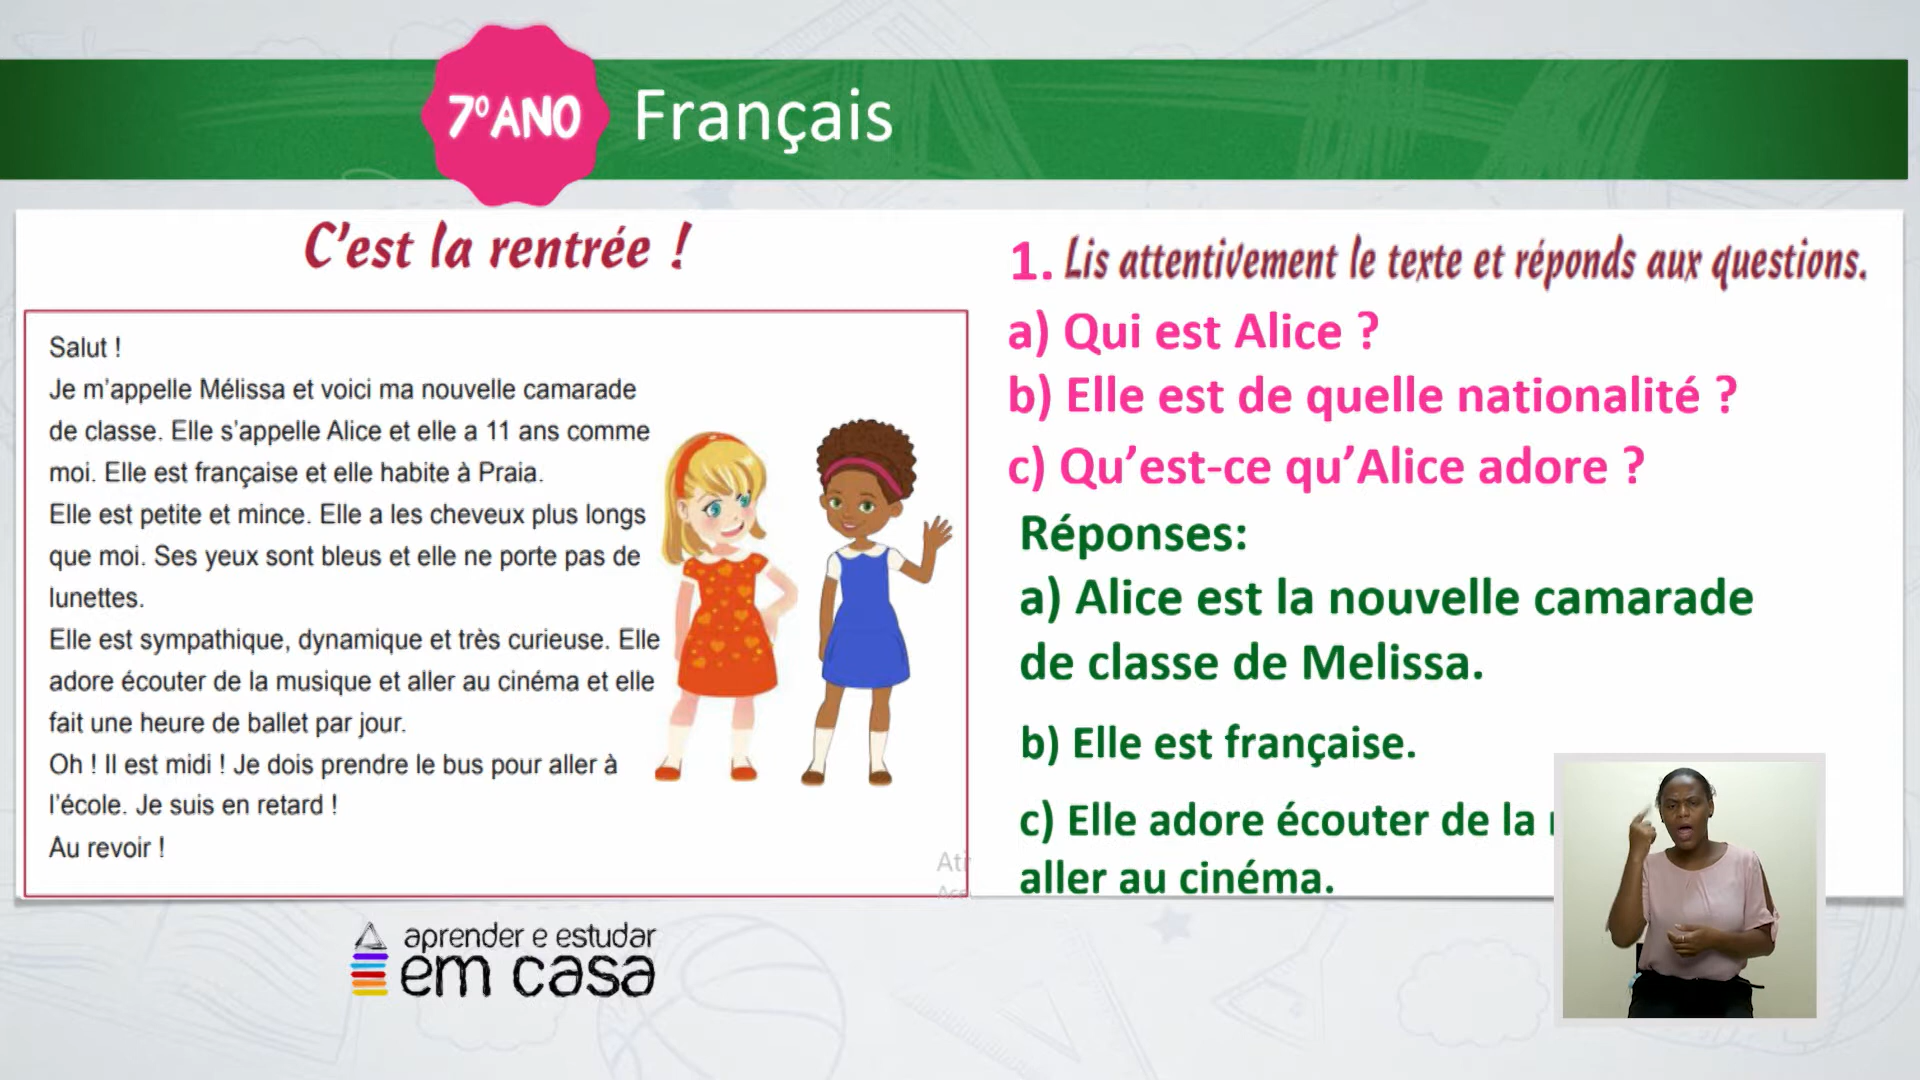 7ºANO
Français
C'est la rentrée !
Salut !
Je m'appelle Mélissa et voici ma nouvelle camarade
de classe. Elle s'appelle Alice et elle a 11 ans comme
moi. Elle est française et elle habite à Praia.
Elle est petite et mince. Elle a les cheveux plus longs
que moi. Ses yeux sont bleus et elle ne porte pas de
lunettes.
Elle est sympathique, dynamique et très curieuse. Elle
adore écouter de la musique et aller au cinéma et elle
fait une heure de ballet par jour.
Oh ! Il est midi ! Je dois prendre le bus pour aller à
l'école. Je suis en retard !
Au revoir !
1. Lis attentivement le texte et réponds aux questions.
a) Qui est Alice ?
b) Elle est de quelle nationalité ?
c) Qu'est-ce qu'Alice adore ?
Réponses:
a) Alice est la nouvelle camarade
de classe de Melissa.
b) Elle est française.
c) Elle adore écouter de la
aller au cinéma.
aprender e estudar
em casa